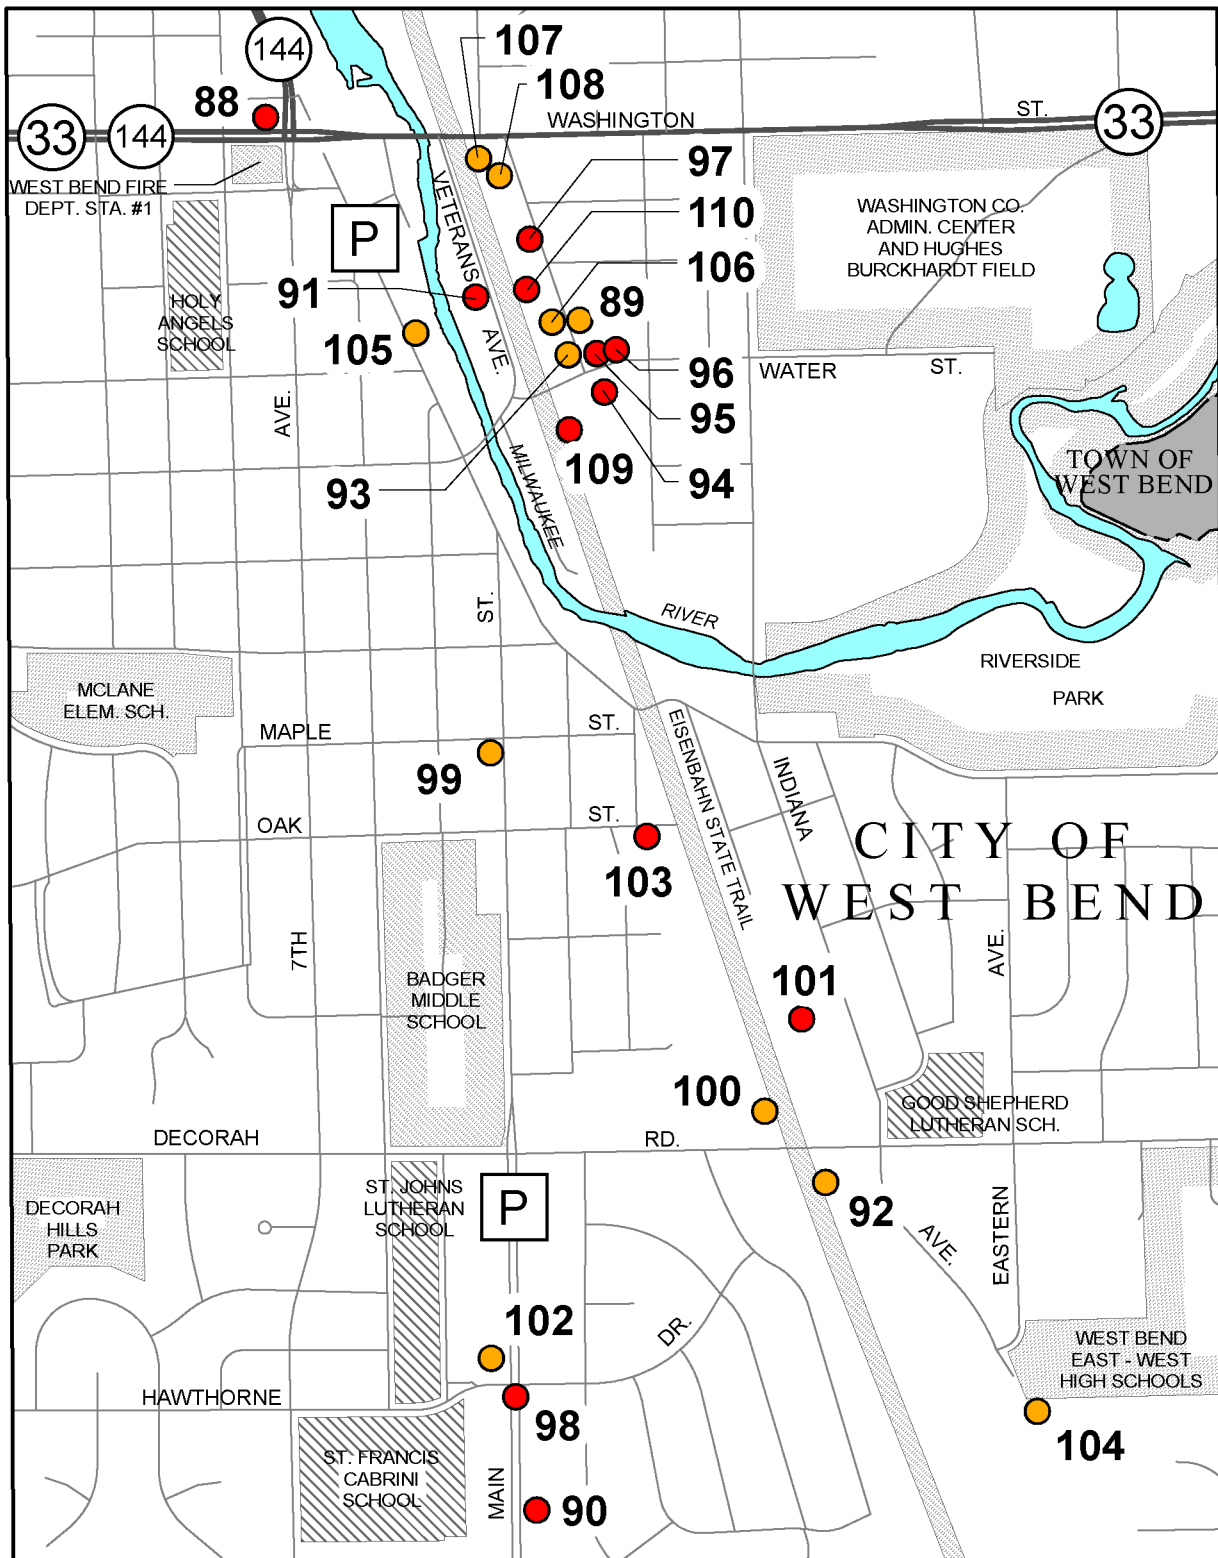 107
144
108
88
ST.
WASHINGTON
33
33
144
97
WEST BEND FIRE
DEPT. STA. #1
VETERANS
110
WASHINGTON CO.
ADMIN. CENTER
AND HUGHES
BURCKHARDT FIELD
P
106
91
HOLY
ANGELS
SCHOOL
89
105
AVE.
96
WATER
ST.
AVE.
95
109
94
93
MILWAUKEE
TOWN OF
WEST BEND
ST.
RIVER
RIVERSIDE
PARK
MCLANE
ELEM. SCH.
MAPLE
ST.
EISENBAHN STATE TRAIL
99
INDIANA
OAK
ST.
CITY OF
WEST BEND
103
7TH
AVE.
BADGER
MIDDLE
SCHOOL
101
100
GOOD SHEPHERD
LUTHERAN SCH.
DECORAH
RD.
ST. JOHNS
LUTHERAN
SCHOOL
P
92
DECORAH
HILLS
PARK
AVE.
EASTERN
102
DR.
WEST BEND
EAST - WEST
HIGH SCHOOLS
HAWTHORNE
98
104
ST. FRANCIS
CABRINI
SCHOOL
MAIN
90